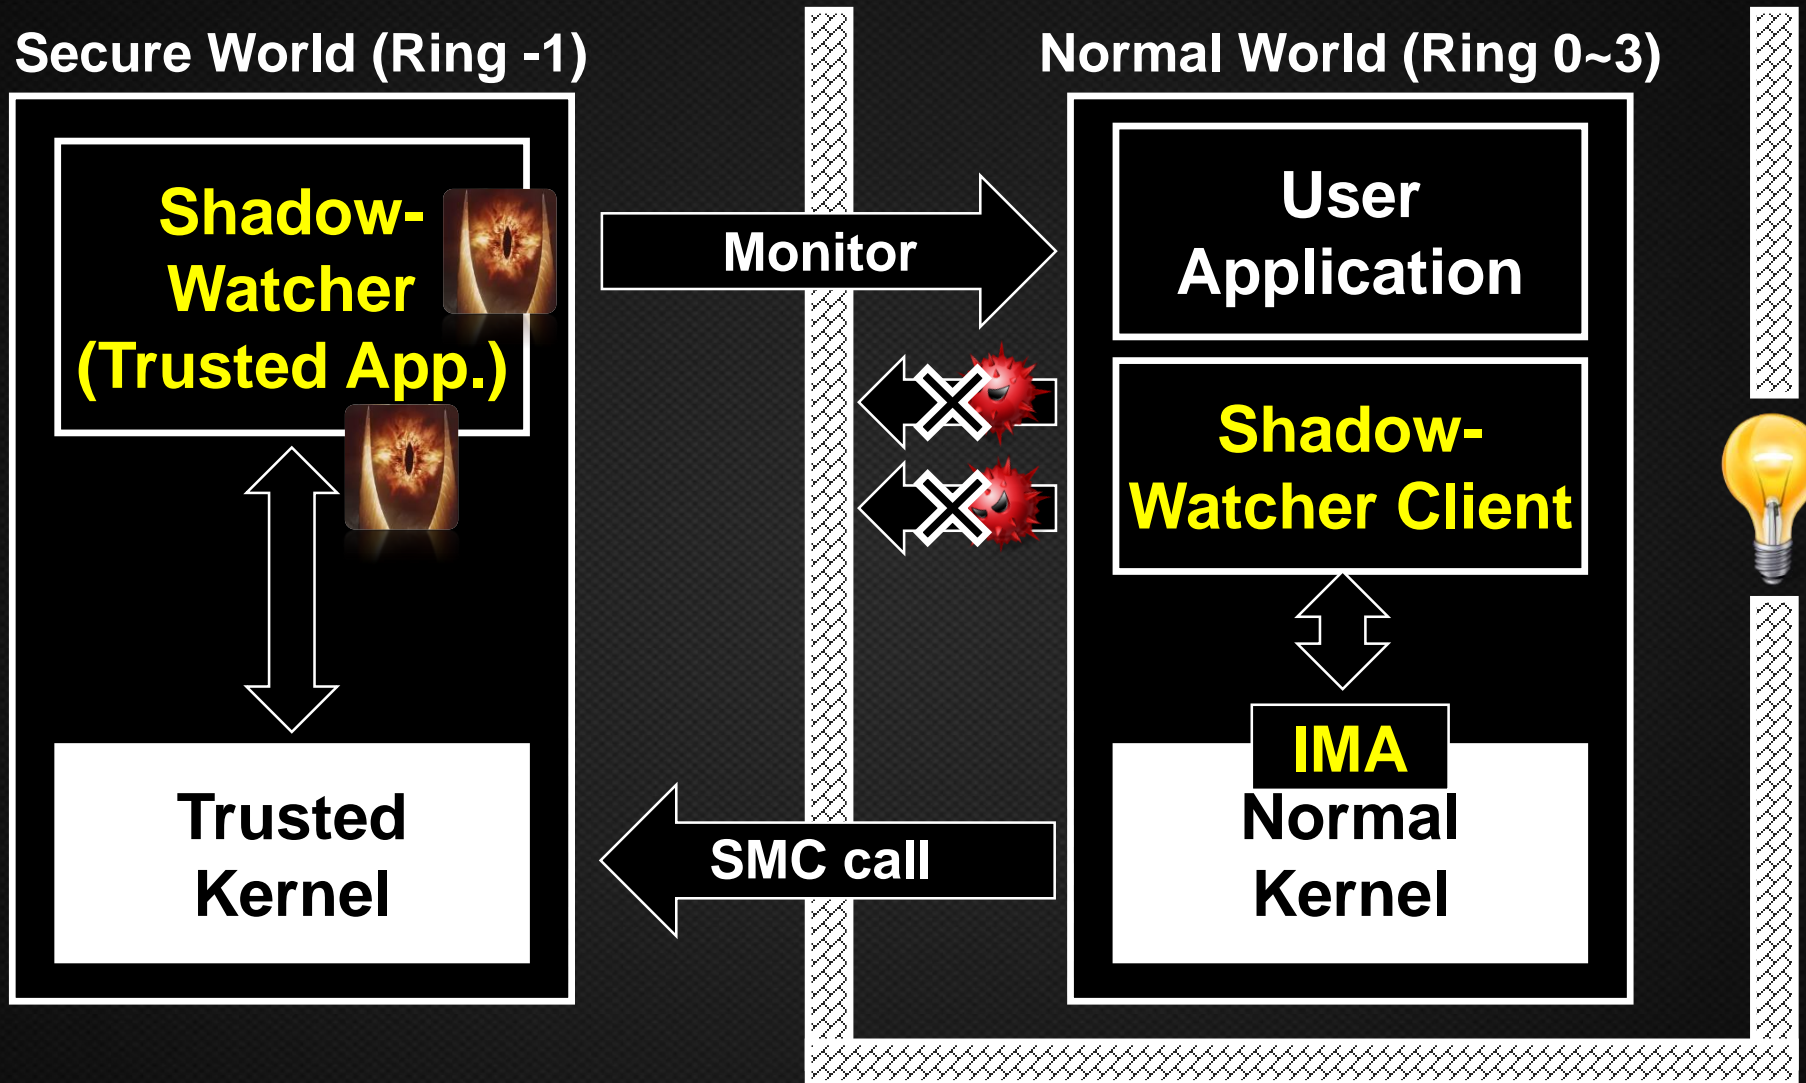 Secure World (Ring -1)
Shadow-
Watcher
(Trusted App.)
Trusted
Kernel
Monitor
SMC call
Normal World (Ring 0~3)
User
Application
Shadow-
Watcher Client
IMA
Normal
Kernel